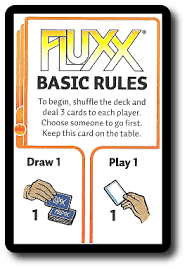 FLUXX®
BASIC RULES
To begin, shuffle the deck and
deal 3 cards to each player.
Choose someone to go first.
Keep this card on the table.
Draw 1
Play 1
1
FLUXX
1